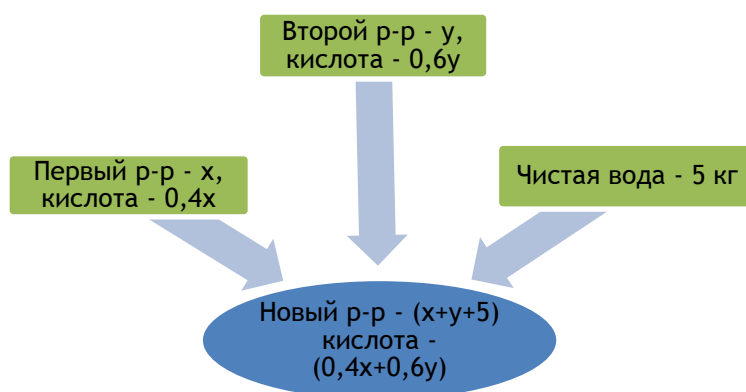 Второй р-р - у,
кислота - 0,6у
Первый р-р - х,
кислота - 0,4х
Чистая вода - 5 кг
Новый р-р - (х+у+5)
кислота -
(0,4х+0,6у)